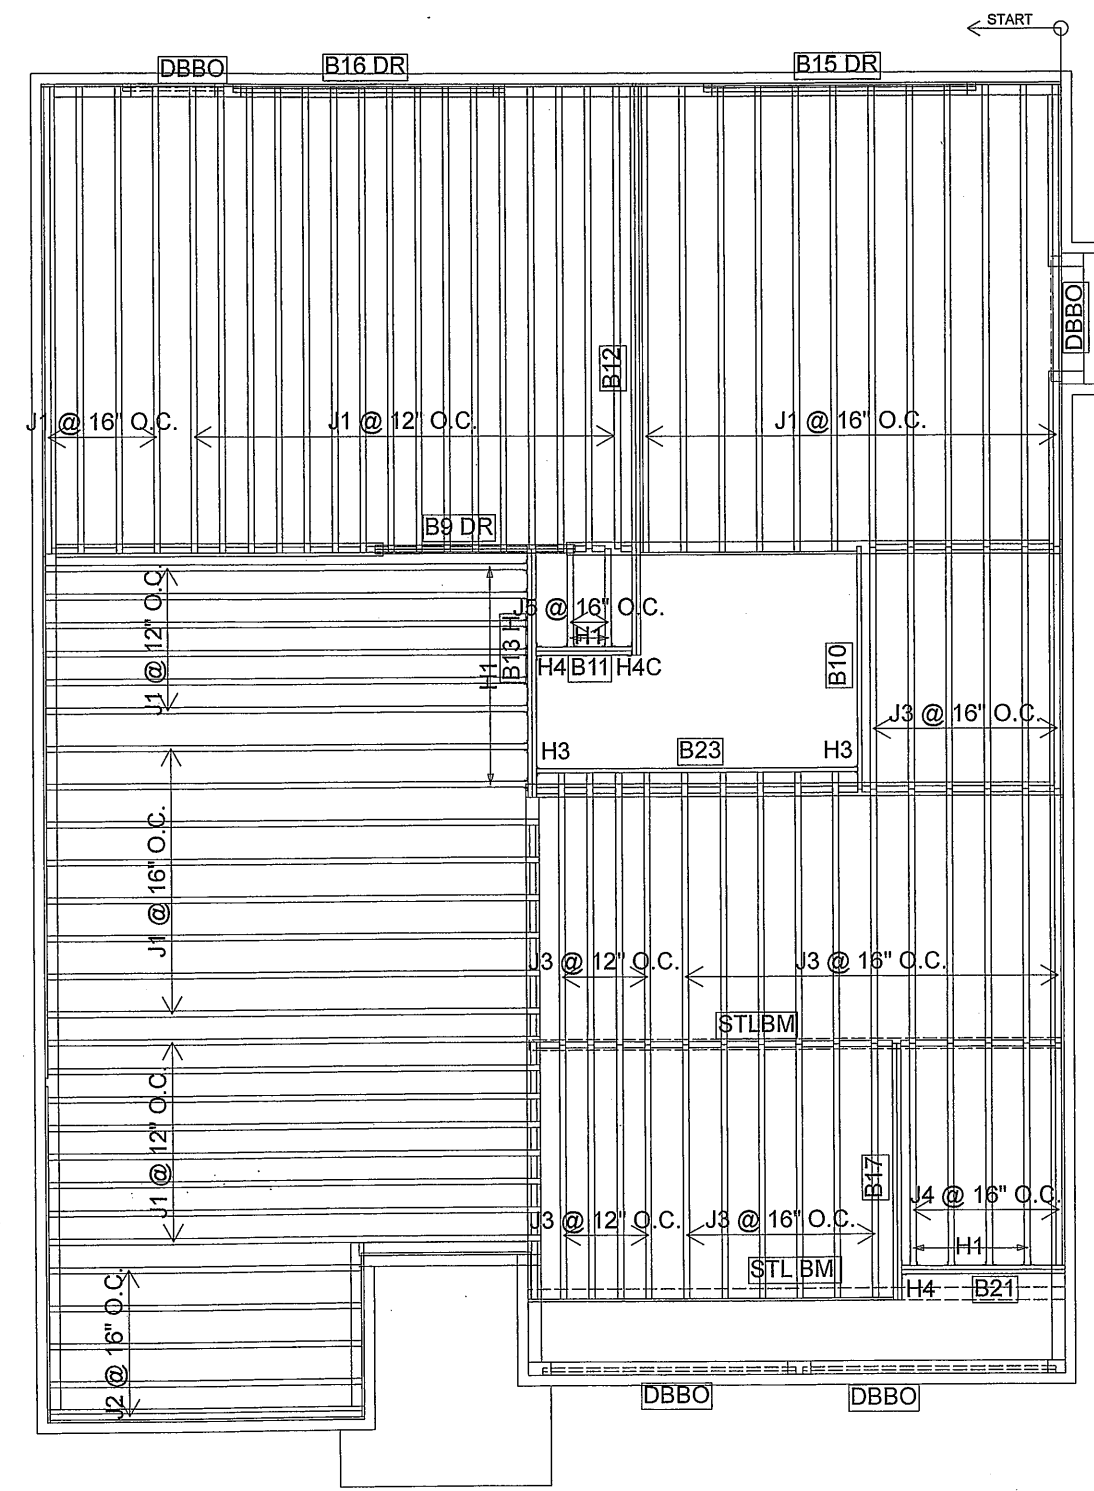 START
DBBO
B16 DR
B15 DR
DBBO
B12
J1 @ 16" O.C.
J1 @ 12" O.C.
J1 @ 16" O.C.
B9 DR
J1 @ 12" O.C.
H1
B13 H
J5 @ 16" O.C.
H1
H4
B11
H4C
B10
J3 @ 16" O.C.
H3
B23
H3
J1 @ 16" O.C.
J3 @ 12" O.C.
J3 @ 16" O.C.
STLBM
J1 @ 12" O.C.
B17
J4 @ 16" O.C.
J3 @ 12" O.C.
J3 @ 16" O.C.
H1
STL BM
H4
B21
J2 @ 16" O.C.
DBBO
DBBO